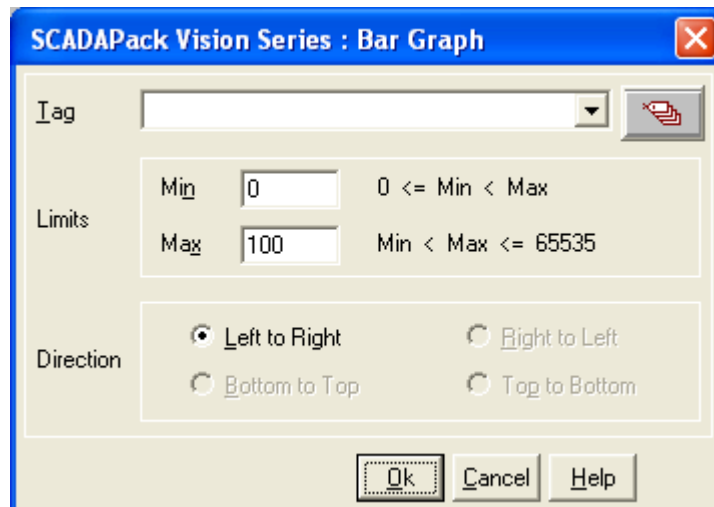 SCADAPack Vision Series : Bar Graph
Tag
Limits
Min 0 0 <= Min < Max
Max 100 Min < Max <= 65535
Direction
Left to Right Right to Left
Bottom to Top Top to Bottom
Ok Cancel Help